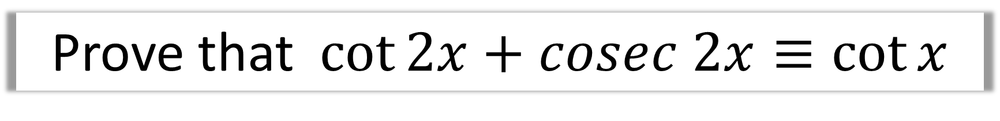 Prove that cot 2x + cosec 2x ≡ cot x